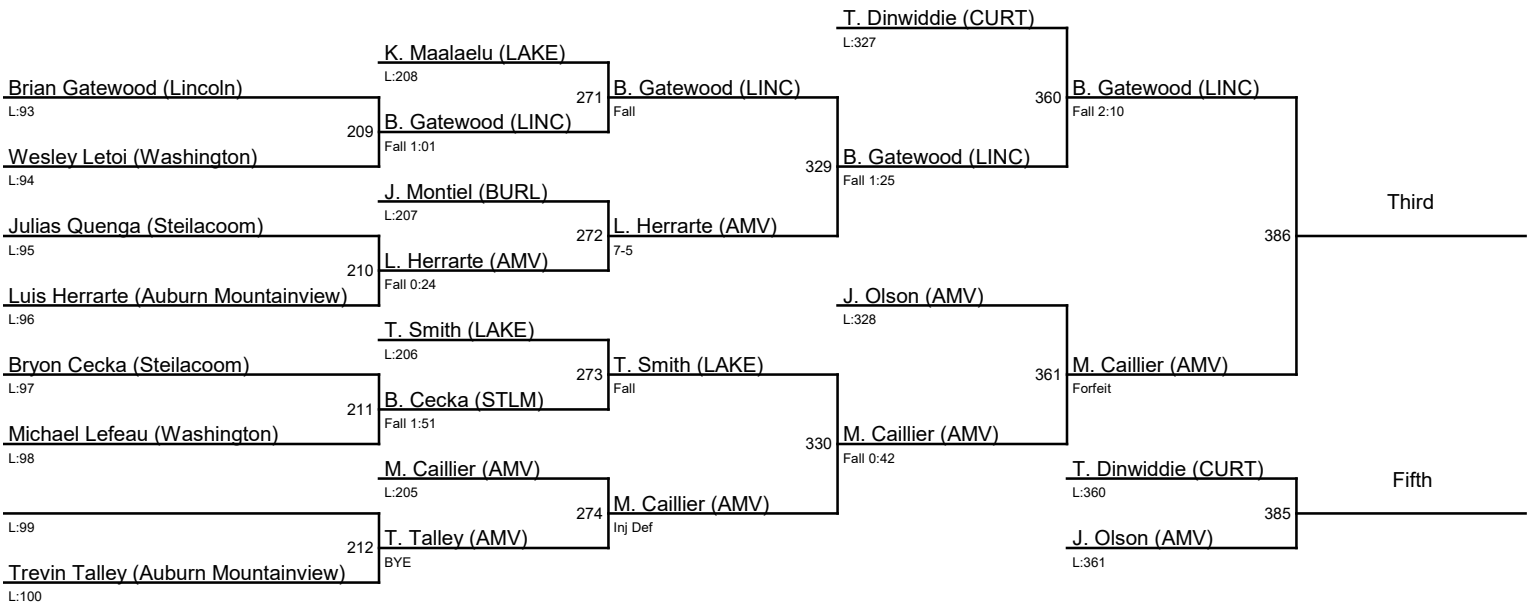 T. Dinwiddie (CURT)
L:327
K. Maalaelu (LAKE)
L:208
Brian Gatewood (Lincoln)
L:93
271
B. Gatewood (LINC)
Fall
360
B. Gatewood (LINC)
Fall 2:10
209
B. Gatewood (LINC)
Fall 1:01
Wesley Letoi (Washington)
L:94
329
B. Gatewood (LINC)
Fall 1:25
J. Montiel (BURL)
L:207
Third
Julias Quenga (Steilacoom)
L:95
272
L. Herrarte (AMV)
7-5
386
210
L. Herrarte (AMV)
Fall 0:24
Luis Herrarte (Auburn Mountainview)
L:96
J. Olson (AMV)
L:328
T. Smith (LAKE)
L:206
Bryon Cecka (Steilacoom)
L:97
273
T. Smith (LAKE)
Fall
361
M. Caillier (AMV)
Forfeit
211
B. Cecka (STLM)
Fall 1:51
Michael Lefeau (Washington)
L:98
330
M. Caillier (AMV)
Fall 0:42
M. Caillier (AMV)
L:205
T. Dinwiddie (CURT)
L:360
Fifth
L:99
274
M. Caillier (AMV)
Inj Def
385
212
T. Talley (AMV)
BYE
J. Olson (AMV)
L:361
Trevin Talley (Auburn Mountainview)
L:100